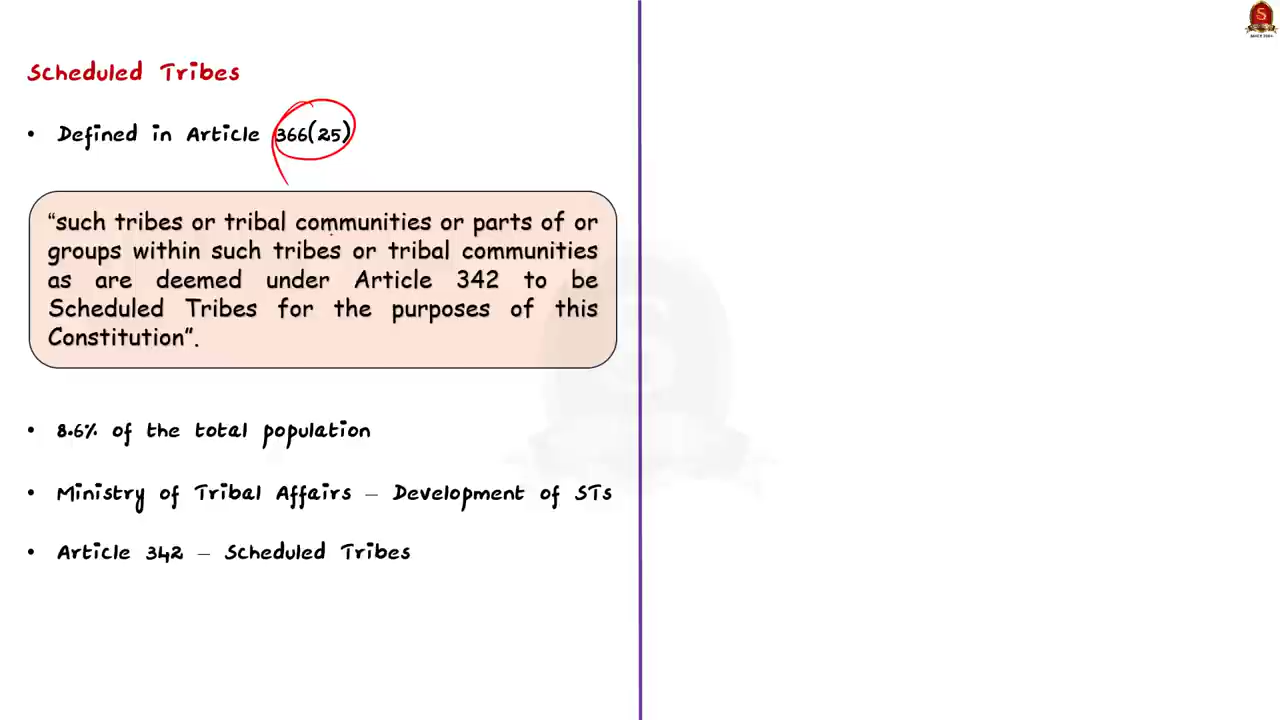 Scheduled Tribes
• Defined in Article 366(25)
“such tribes or tribal communities or parts of or
groups within such tribes or tribal communities
as are deemed under Article 342 to be
Scheduled Tribes for the purposes of this
Constitution”.
• 8.6% of the total population
• Ministry of Tribal Affairs – Development of STs
• Article 342 – Scheduled Tribes
S